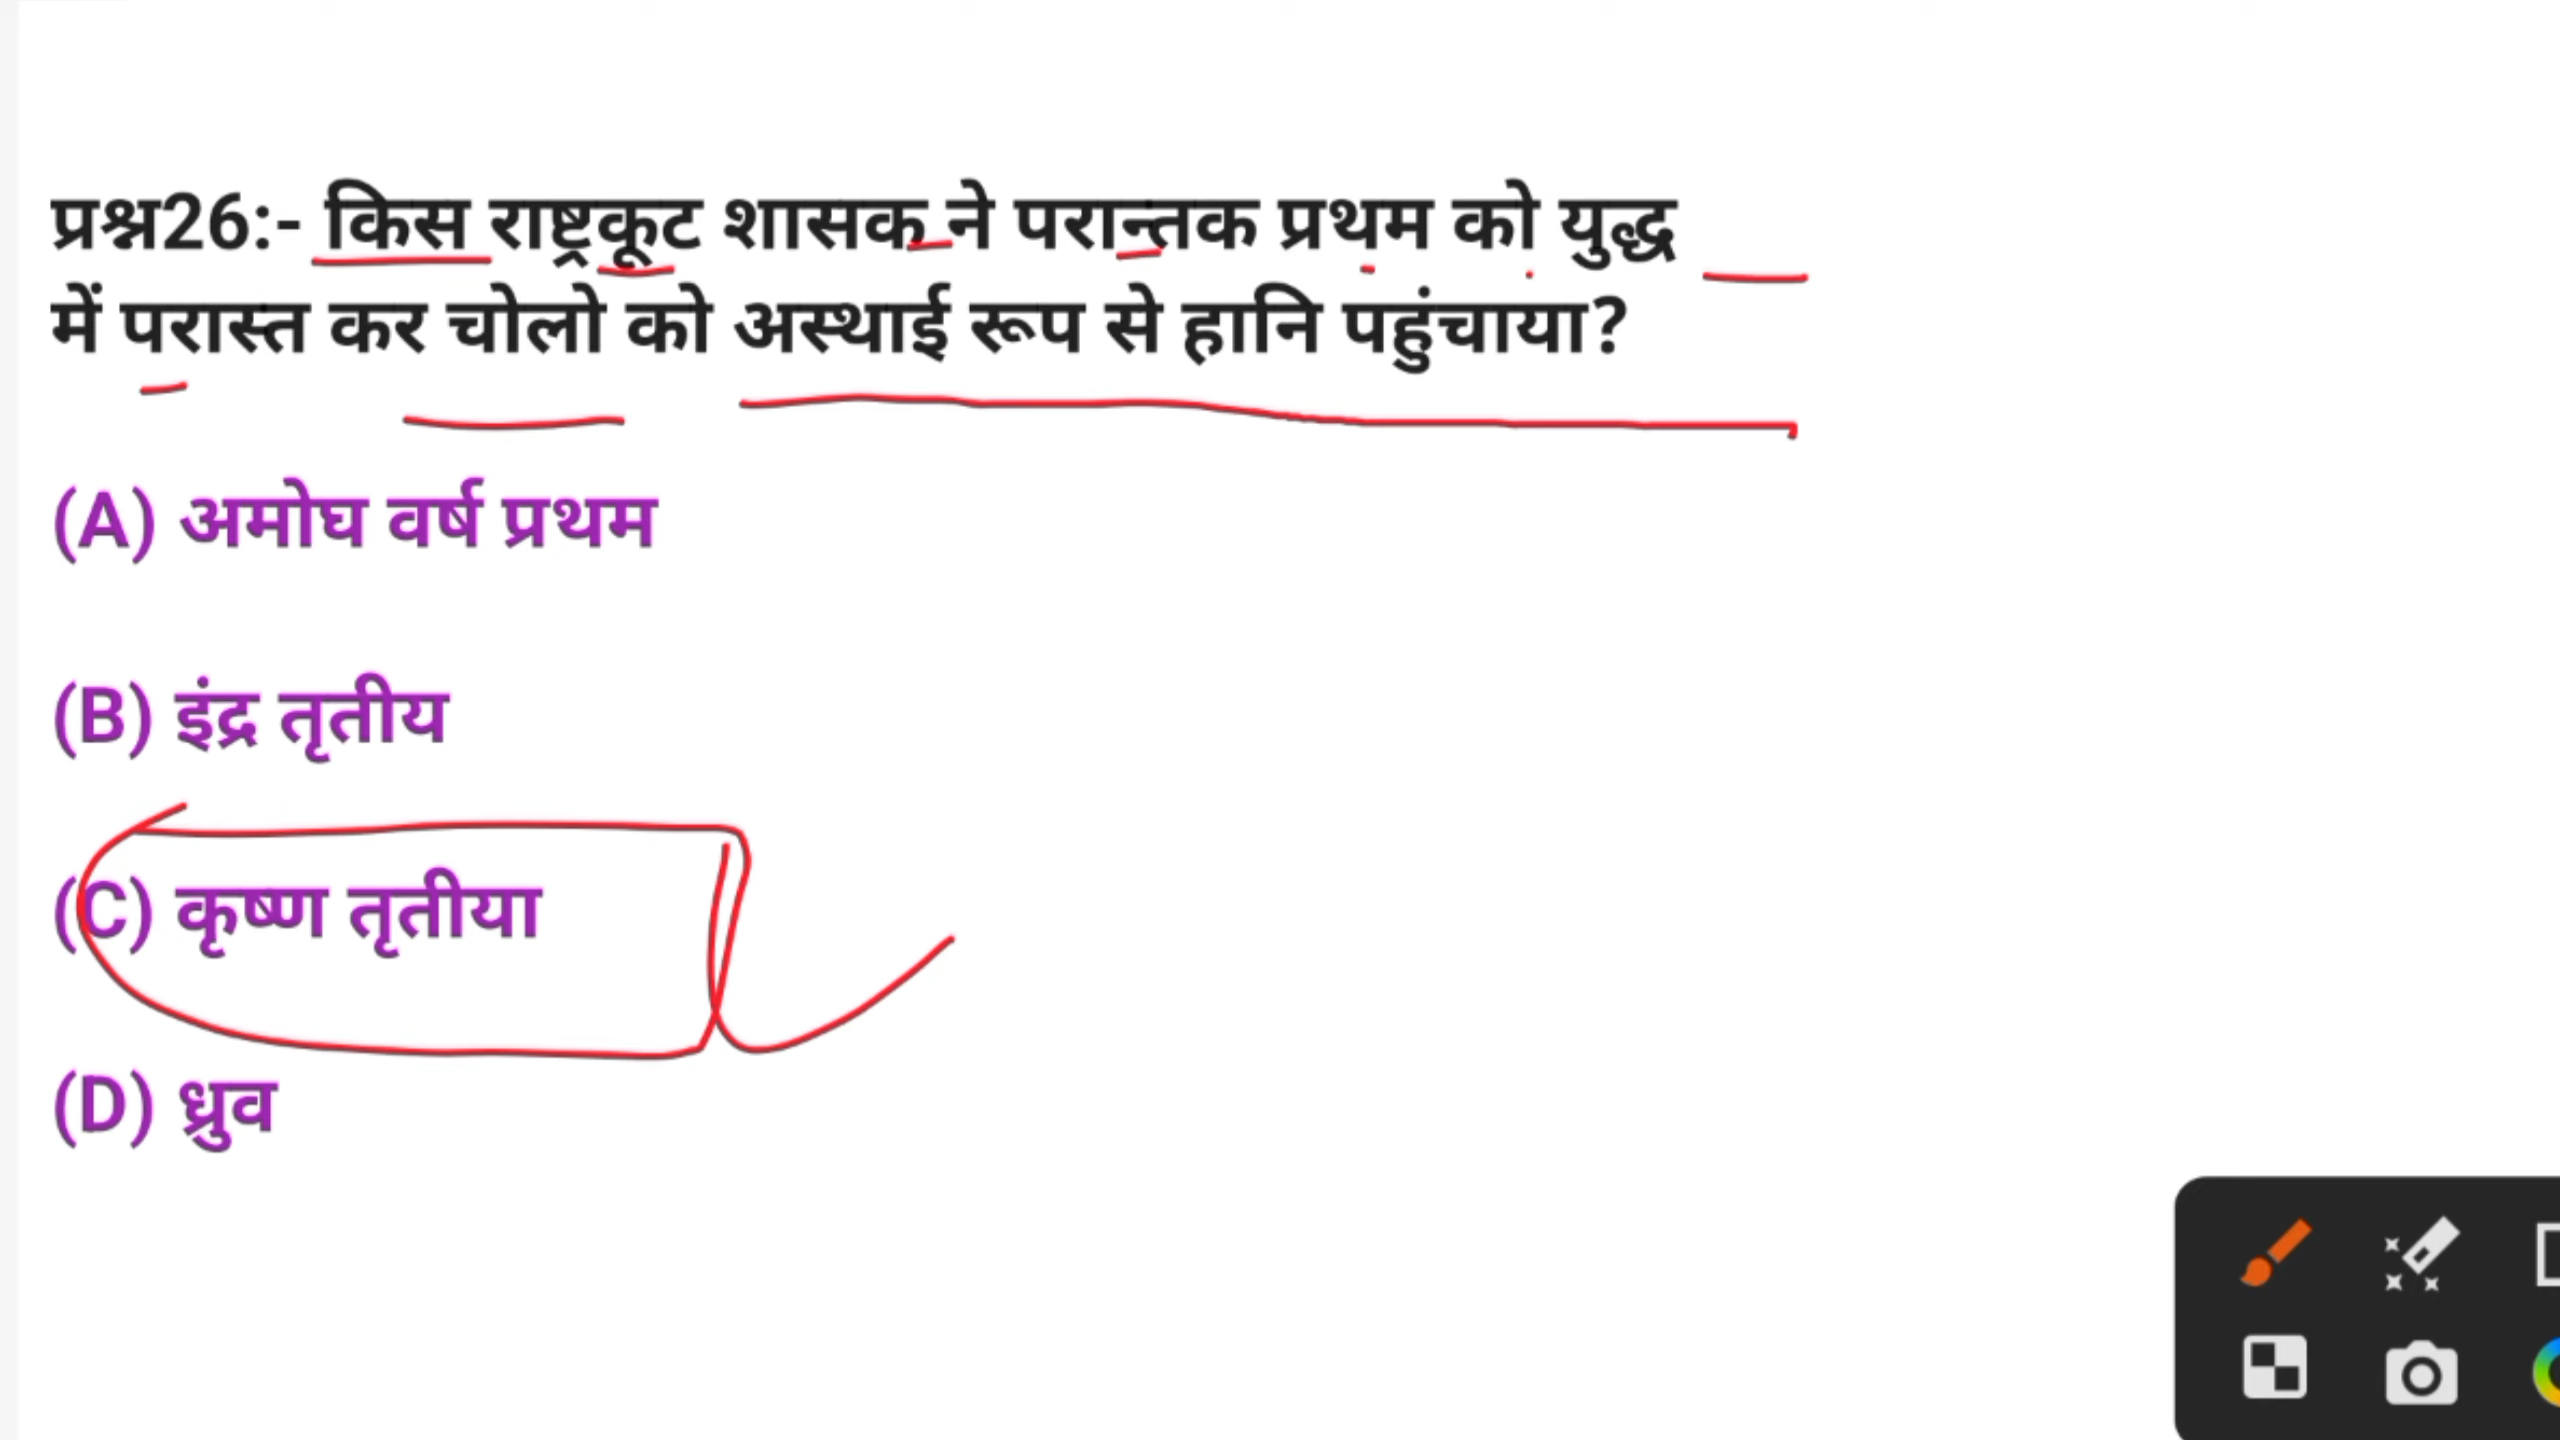 प्रश्न26:- किस राष्ट्रकूट शासक ने परान्तक प्रथम को युद्ध
में परास्त कर चोलो को अस्थाई रूप से हानि पहुंचाया?
(A) अमोघ वर्ष प्रथम
(B) इंद्र तृतीय
(C) कृष्ण तृतीया
(D) ध्रुव